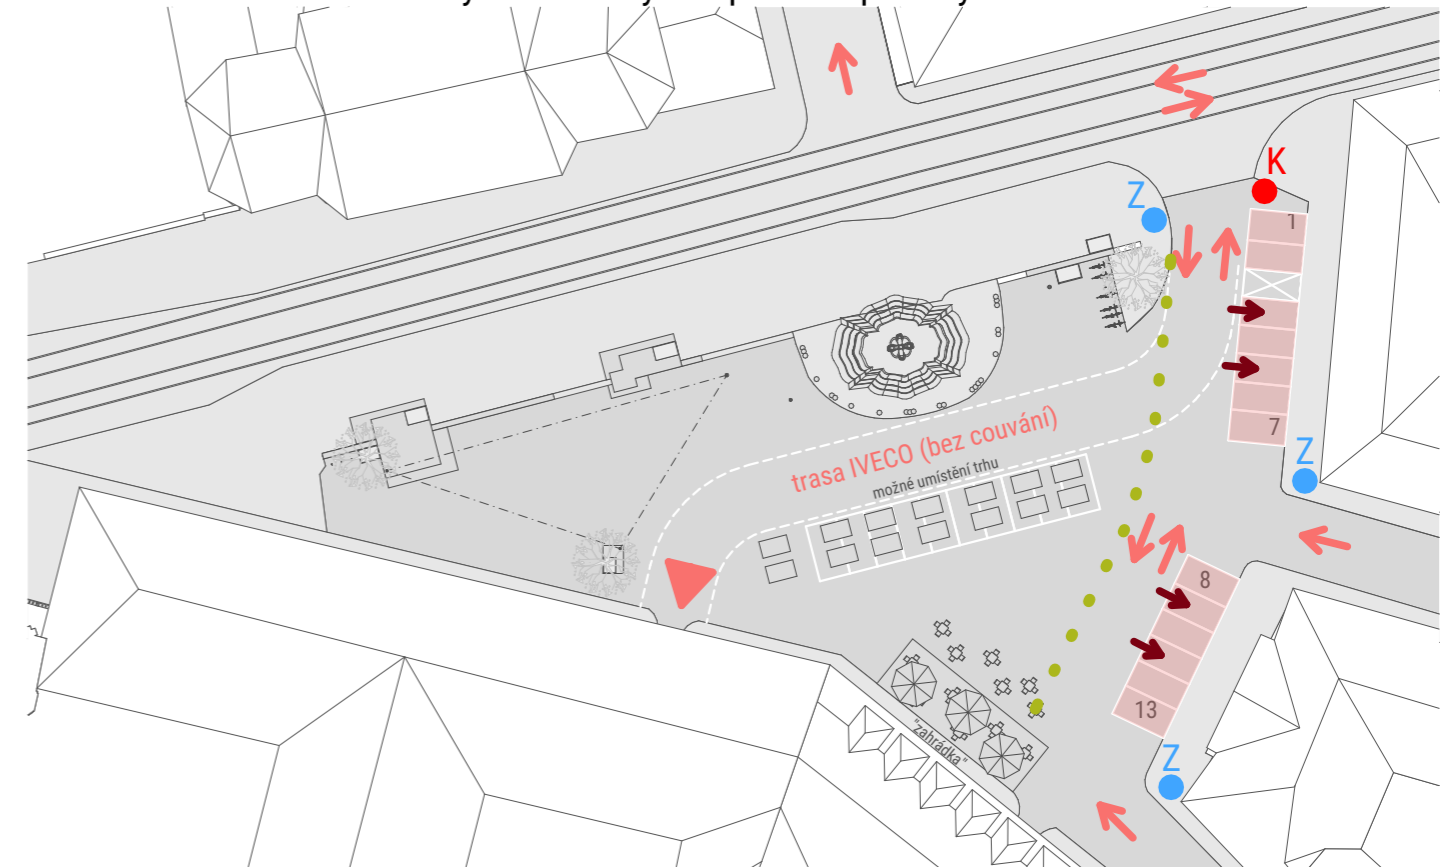 K
Z
1
7
trasa IVECO (bez couvání)
možné umístění trhu
Z
8
13
"zahrádka"
Z